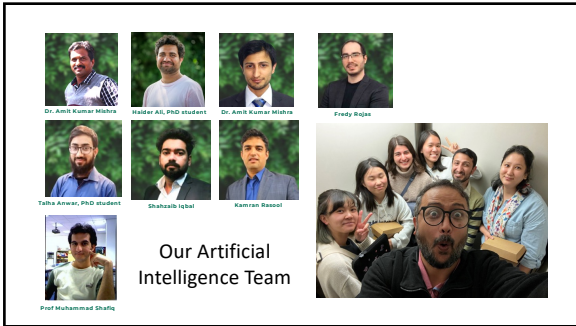 Dr. Amit Kumar Mishra
Haider Ali, PhD student
Dr. Amit Kumar Mishra
Fredy Rojas
Talha Anwar, PhD student
Shahzaib Iqbal
Kamran Rasool
Prof Muhammad Shafiq
Our Artificial
Intelligence Team